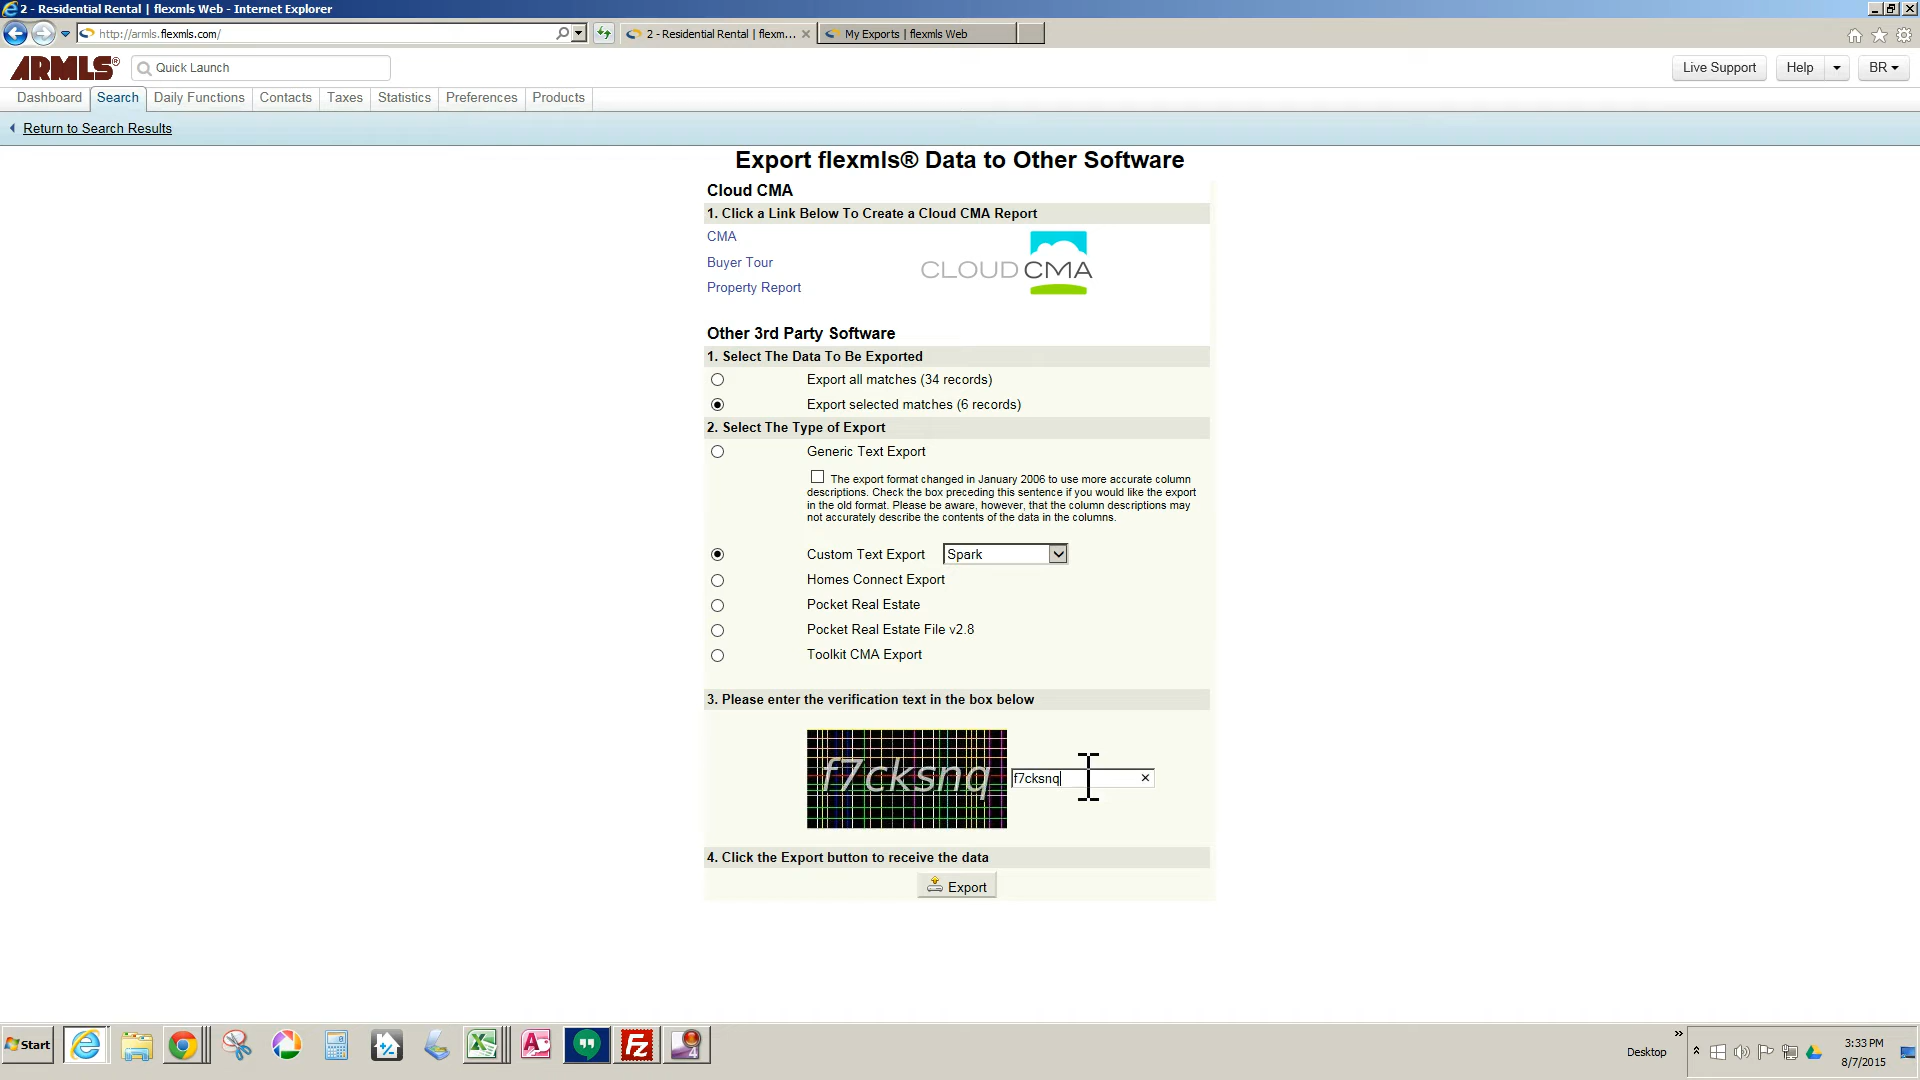 2 - Residential Rental | flexmls Web - Internet Explorer
http://armls.flexmls.com/
2 - Residential Rental | flexm...
My Exports | flexmls Web
ARMLS®
Quick Launch
Live Support
Help
BR
Dashboard
Search
Daily Functions
Contacts
Taxes
Statistics
Preferences
Products
Return to Search Results
Export flexmls® Data to Other Software
Cloud CMA
1. Click a Link Below To Create a Cloud CMA Report
CMA
Buyer Tour
Property Report
CLOUD CMA
Other 3rd Party Software
1. Select The Data To Be Exported
Export all matches (34 records)
Export selected matches (6 records)
2. Select The Type of Export
Generic Text Export
The export format changed in January 2006 to use more accurate column
descriptions. Check the box preceding this sentence if you would like the export
in the old format. Please be aware, however, that the column descriptions may
not accurately describe the contents of the data in the columns.
Custom Text Export Spark
Homes Connect Export
Pocket Real Estate
Pocket Real Estate File v2.8
Toolkit CMA Export
3. Please enter the verification text in the box below
f7cksnq
f7cksnq
4. Click the Export button to receive the data
Export
Start
Desktop
3:33 PM
8/7/2015